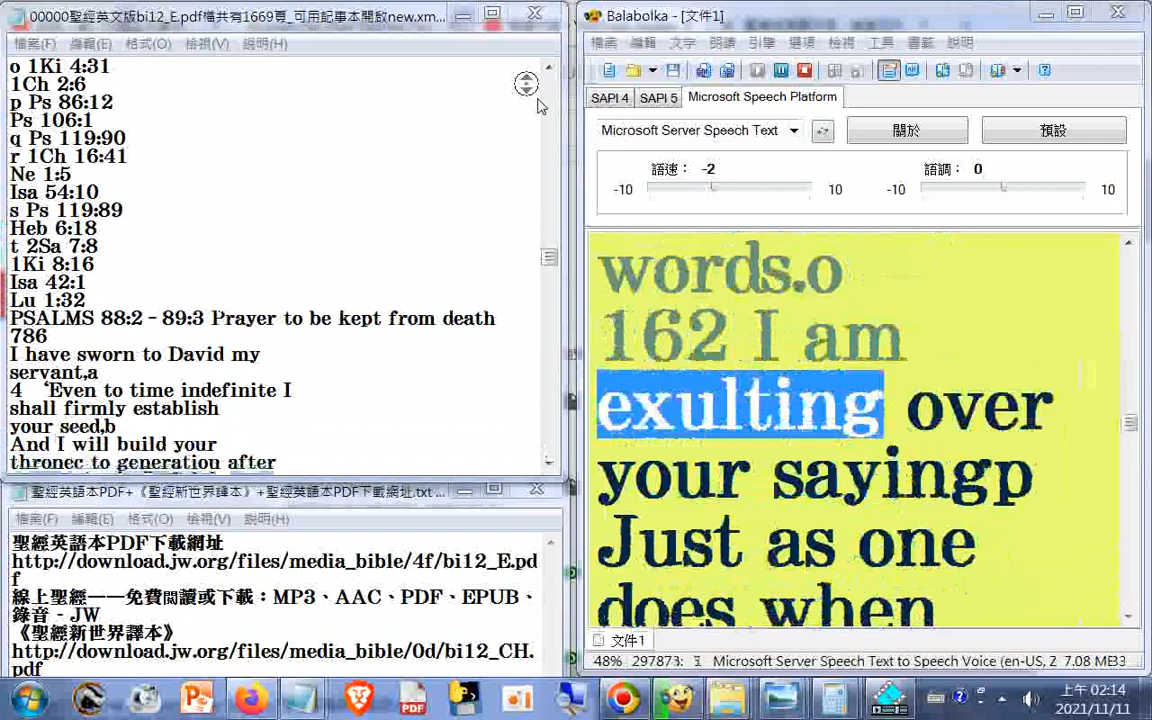 00000聖經英文版bi12_E.pdf檔共有1669頁_可用記事本開啟new.xm...
檔案(F) 編輯(E) 格式(O) 檢視(V) 說明(H)
o 1Ki 4:31
1Ch 2:6
p Ps 86:12
Ps 106:1
q Ps 119:90
r 1Ch 16:41
Ne 1:5
Isa 54:10
s Ps 119:89
Heb 6:18
t 2Sa 7:8
1Ki 8:16
Isa 42:1
Lu 1:32
PSALMS 88:2–89:3 Prayer to be kept from death
786
I have sworn to David my
servant,a
4 ‘Even to time indefinite I
shall firmly establish
your seed,b
And I will build your
thronec to generation after
聖經英語本PDF+《聖經新世界譯本》+聖經英語本PDF下載網址.txt ...
檔案(F) 編輯(E) 格式(O) 檢視(V) 說明(H)
聖經英語本PDF下載網址
http://download.jw.org/files/media_bible/4f/bi12_E.pd
f
線上聖經——免費閱讀或下載：MP3、AAC、PDF、EPUB、
錄音 - JW
《聖經新世界譯本》
http://download.jw.org/files/media_bible/0d/bi12_CH.
pdf
Balabolka - [文件1]
檔案 編輯 文字 朗讀 引擎 選項 檢視 工具 書籤 說明
SAPI 4 SAPI 5 Microsoft Speech Platform
Microsoft Server Speech Text 關於 預設
語速： -2 語調： 0
-10 10 -10 10
words.o
162 I am
exulting over
your sayingp
Just as one
does when
文件1
48% 297873: 1 Microsoft Server Speech Text to Speech Voice (en-US, Z 7.08 MB
上午 02:14
2021/11/11